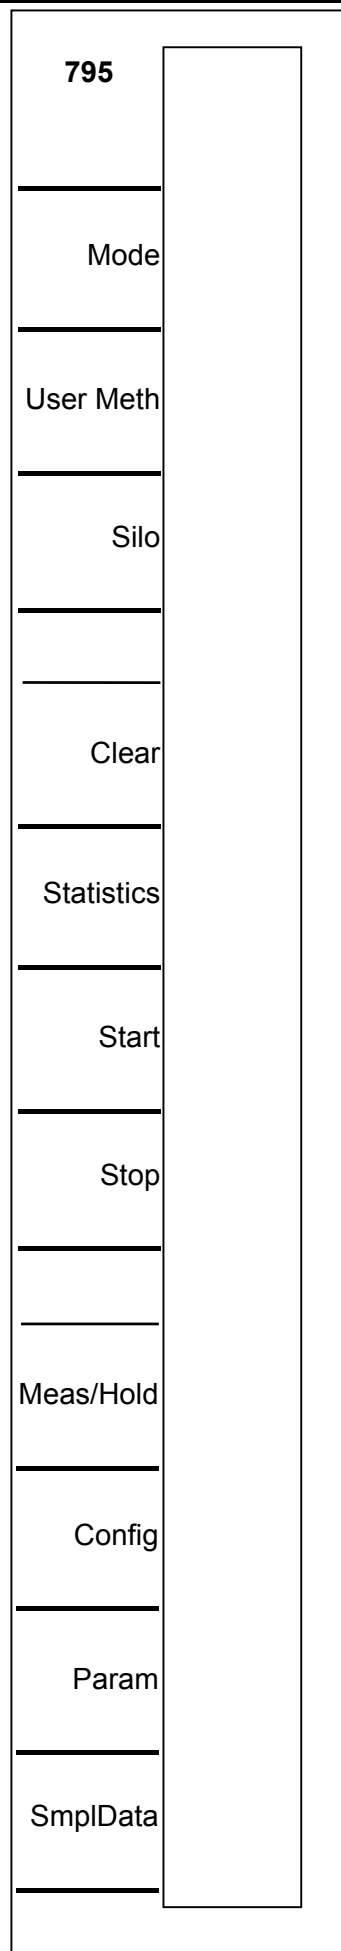 795
Mode
User Meth
Silo
Clear
Statistics
Start
Stop
Meas/Hold
Config
Param
SmplData